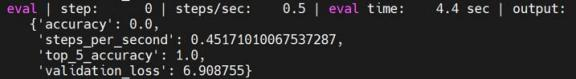 eval | step: 0 | steps/sec: 0.5 | eval time: 4.4 sec | output:
{'accuracy': 0.0,
'steps_per_second': 0.45171010067537287,
'top_5_accuracy': 1.0,
'validation_loss': 6.908755}